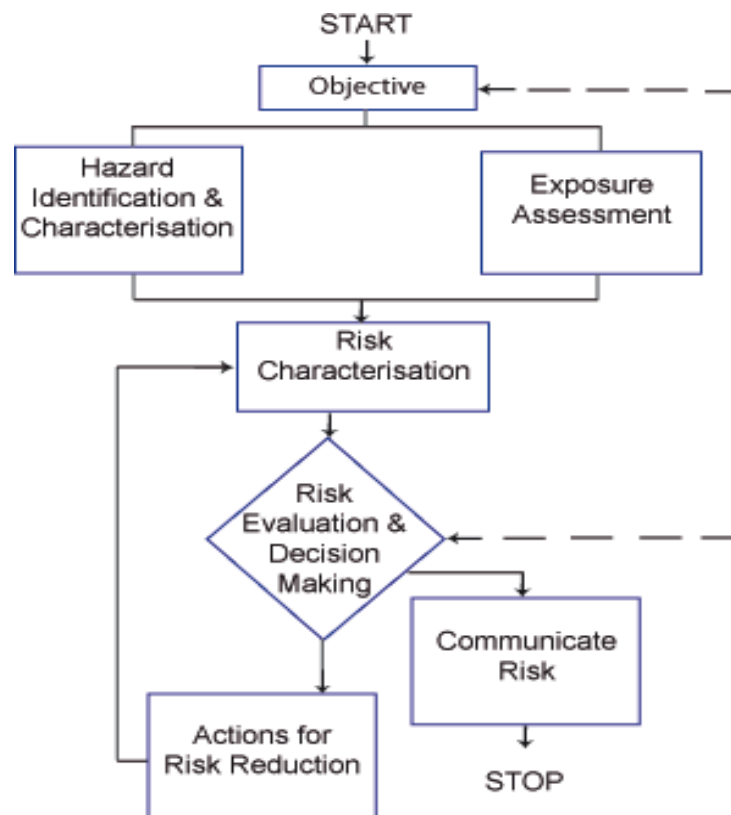 START
Objective
Hazard
Identification &
Characterisation
Exposure
Assessment
Risk
Characterisation
Risk
Evaluation &
Decision
Making
Communicate
Risk
Actions for
Risk Reduction
STOP